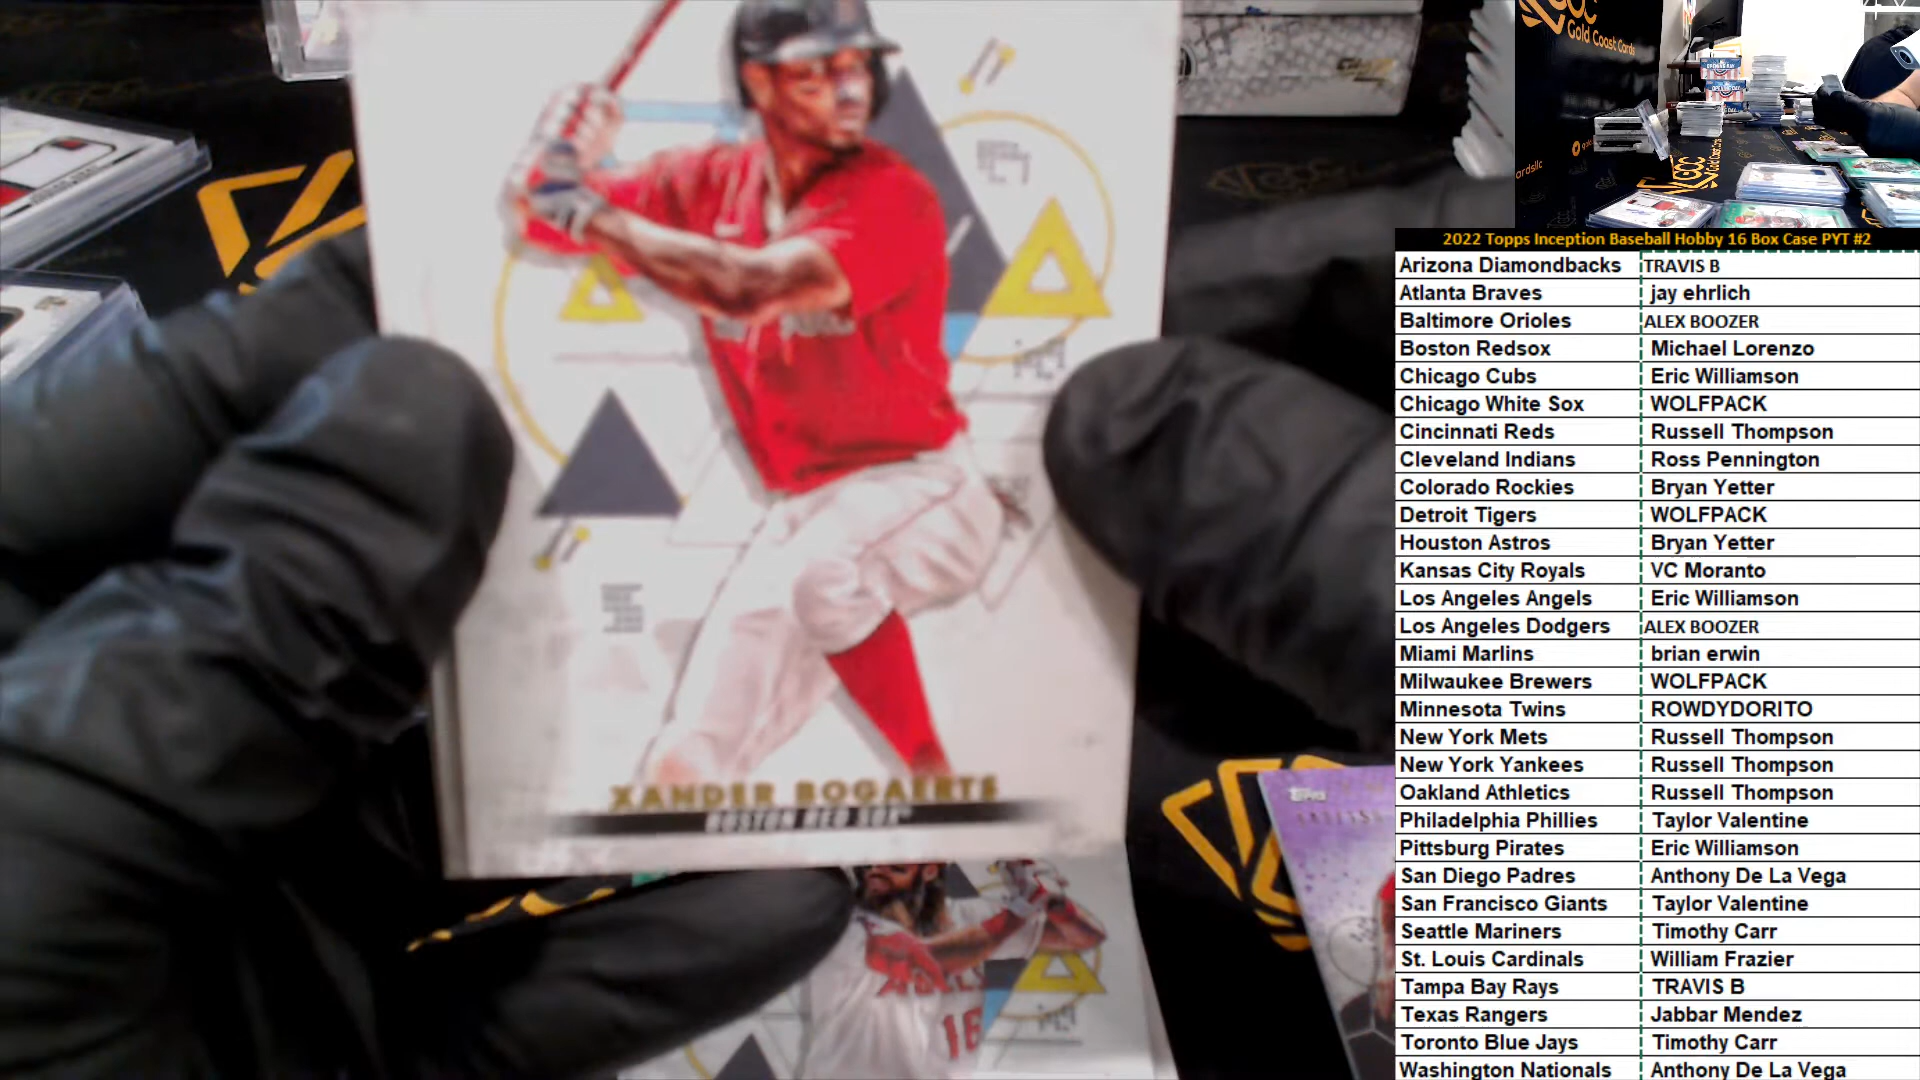 XANDER BOGAERTS
BOSTON RED SOX
16
Topps
Gold Coast Cards
GCC
2022 Topps Inception Baseball Hobby 16 Box Case PYT #2
Arizona Diamondbacks TRAVIS B
Atlanta Braves jay ehrlich
Baltimore Orioles ALEX BOOZER
Boston Redsox Michael Lorenzo
Chicago Cubs Eric Williamson
Chicago White Sox WOLFPACK
Cincinnati Reds Russell Thompson
Cleveland Indians Ross Pennington
Colorado Rockies Bryan Yetter
Detroit Tigers WOLFPACK
Houston Astros Bryan Yetter
Kansas City Royals VC Moranto
Los Angeles Angels Eric Williamson
Los Angeles Dodgers ALEX BOOZER
Miami Marlins brian erwin
Milwaukee Brewers WOLFPACK
Minnesota Twins ROWDYDORITO
New York Mets Russell Thompson
New York Yankees Russell Thompson
Oakland Athletics Russell Thompson
Philadelphia Phillies Taylor Valentine
Pittsburg Pirates Eric Williamson
San Diego Padres Anthony De La Vega
San Francisco Giants Taylor Valentine
Seattle Mariners Timothy Carr
St. Louis Cardinals William Frazier
Tampa Bay Rays TRAVIS B
Texas Rangers Jabbar Mendez
Toronto Blue Jays Timothy Carr
Washington Nationals Anthony De La Vega